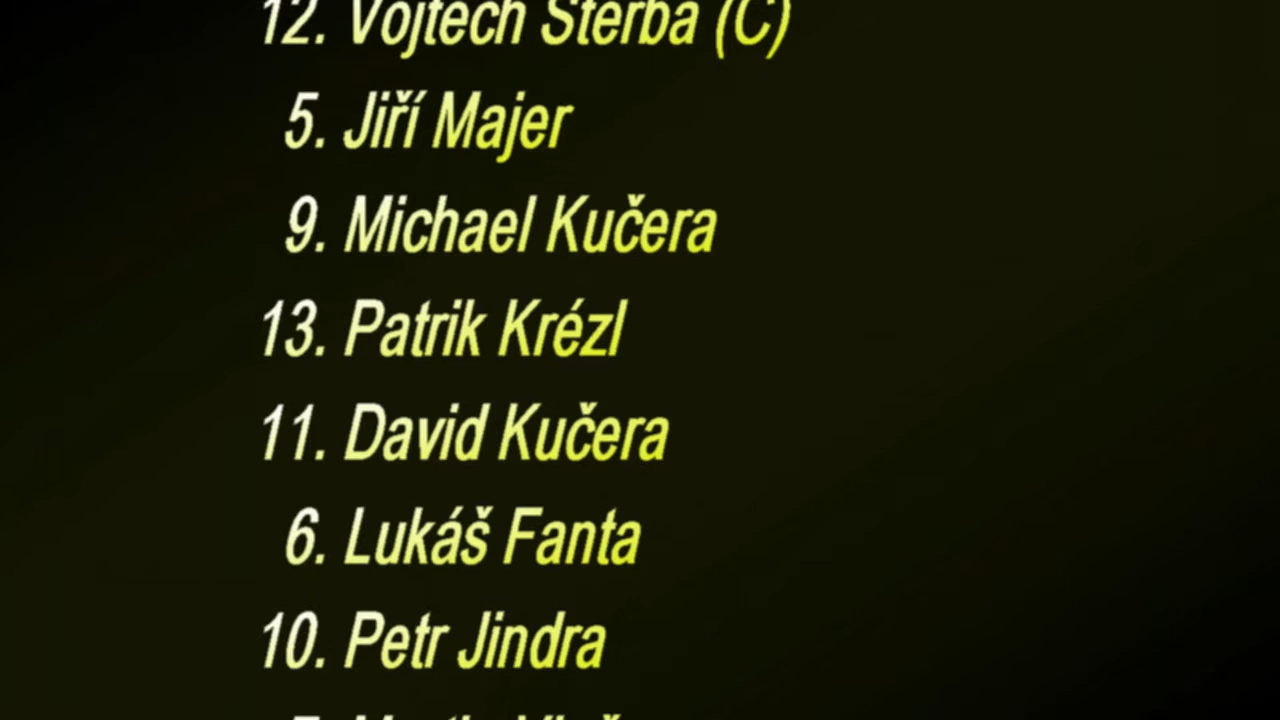 12. Vojtěch Štěrba (C)
5. Jiří Majer
9. Michael Kučera
13. Patrik Krézl
11. David Kučera
6. Lukáš Fanta
10. Petr Jindra